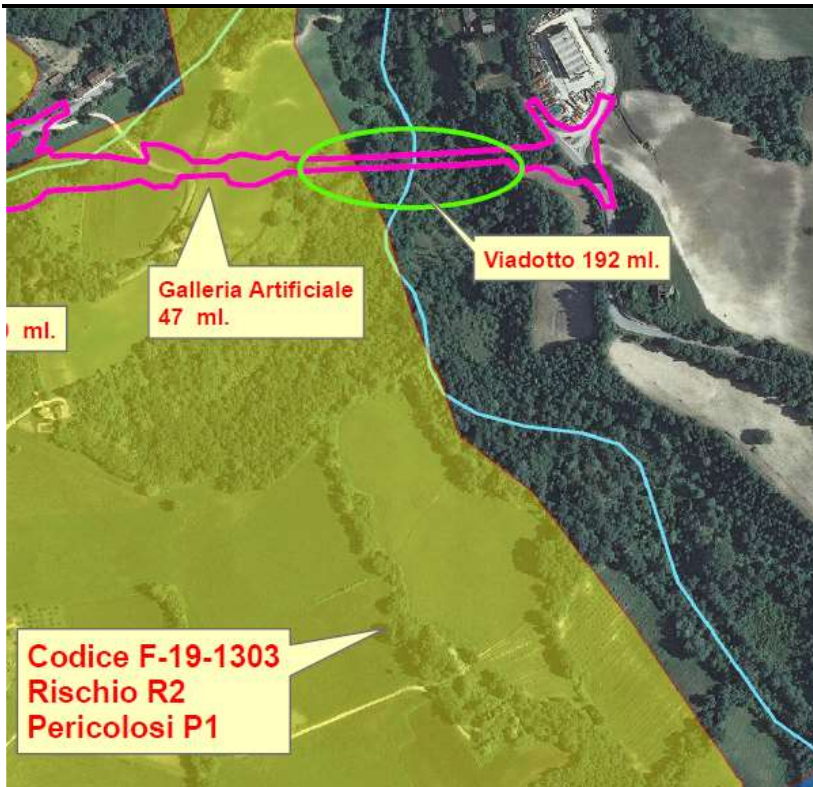 Viadotto 192 ml.
Galleria Artificiale
47 ml.
ml.
Codice F-19-1303
Rischio R2
Pericolosi P1